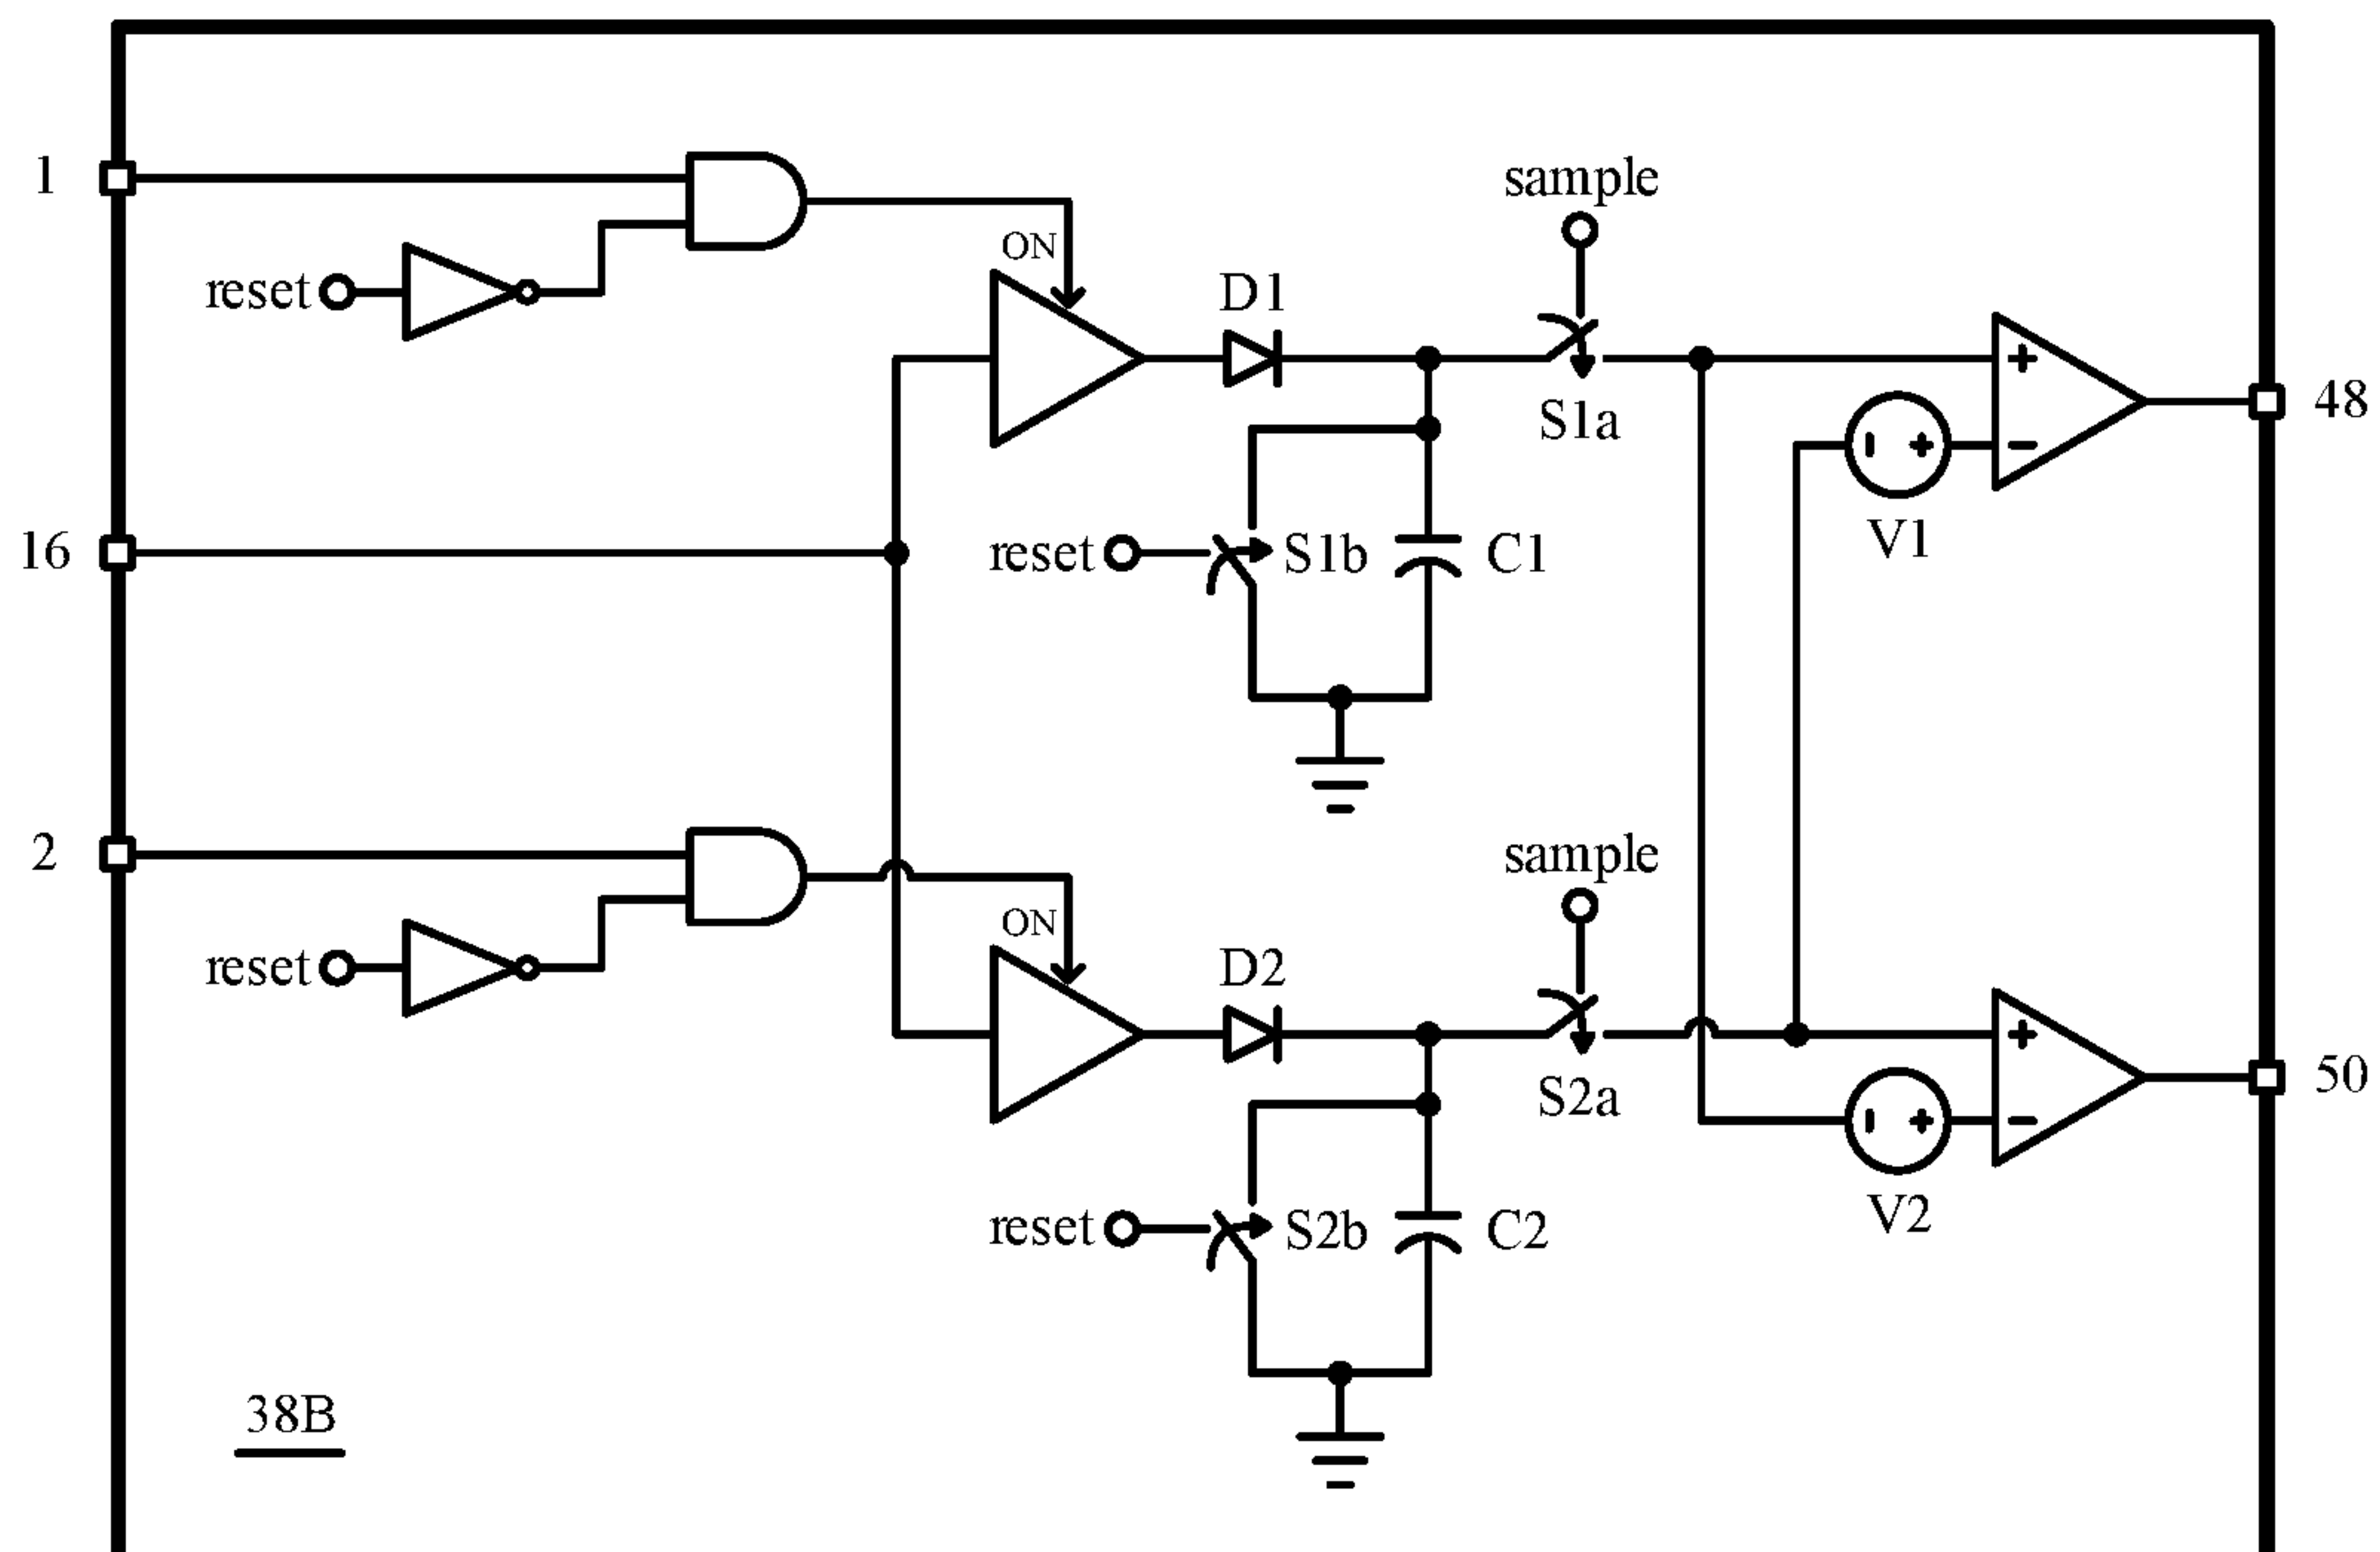 1
sample
reset
ON
D1
48
S1a
16
reset
S1b
C1
V1
2
sample
reset
ON
D2
50
S2a
reset
S2b
C2
V2
38B